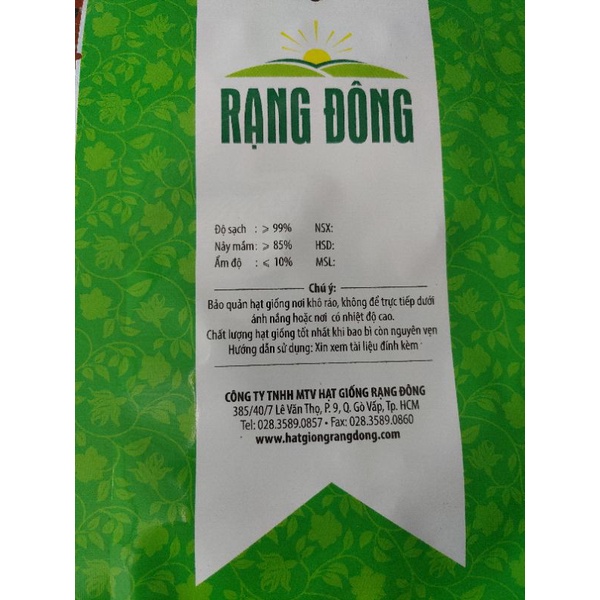 RẠNG ĐÔNG
Độ sạch : ⩾ 99% NSX:
Nảy mầm: ⩾ 85% HSD:
Ẩm độ : ⩽ 10% MSL:
Chú ý:
Bảo quản hạt giống nơi khô ráo, không để trực tiếp dưới
ánh nắng hoặc nơi có nhiệt độ cao.
Chất lượng hạt giống tốt nhất khi bao bì còn nguyên vẹn
Hướng dẫn sử dụng: Xin xem tài liệu đính kèm
CÔNG TY TNHH MTV HẠT GIỐNG RẠNG ĐÔNG
385/40/7 Lê Văn Thọ, P. 9, Q. Gò Vấp, Tp. HCM
Tel: 028.3589.0857 • Fax: 028.3589.0860
www.hatgiongrangdong.com